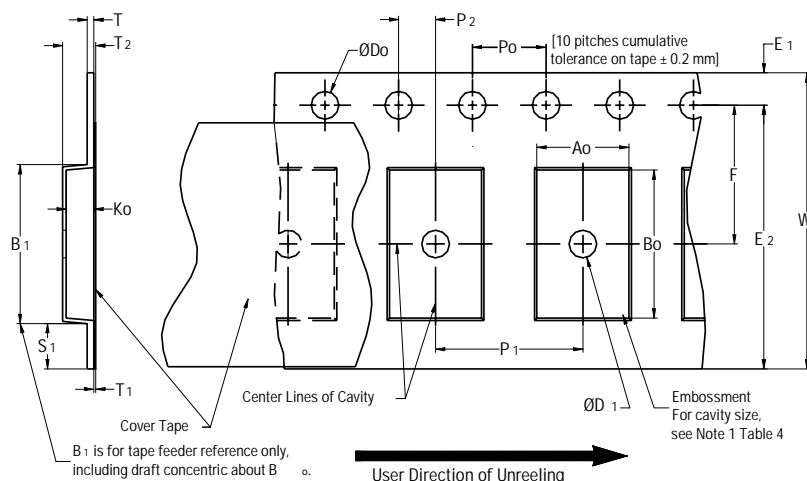 T
T2
P2
ØDo
Po
[10 pitches cumulative
tolerance on tape ± 0.2 mm]
E1
Ao
F
W
Ko
B1
Bo
E2
S1
P1
T1
Center Lines of Cavity
ØD 1
Embossment
For cavity size,
see Note 1 Table 4
Cover Tape
B1 is for tape feeder reference only,
including draft concentric about B o.
User Direction of Unreeling